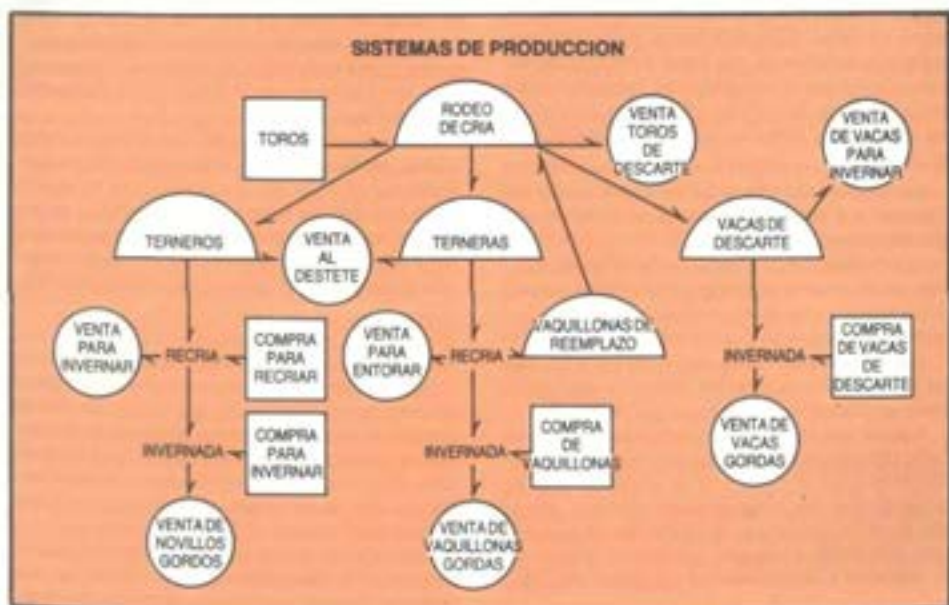 SISTEMAS DE PRODUCCION
TOROS
RODEO
DE CRIA
VENTA
TOROS
DE
DESCARTE
VENTA
DE VACAS
PARA
INVERNAR
TERNEROS
VENTA
AL
DESTETE
TERNERAS
VACAS DE
DESCARTE
VENTA
PARA
INVERNAR
RECRIA
COMPRA
PARA
RECRIAR
VENTA
PARA
ENTORAR
RECRIA
VAQUILLONAS DE
REEMPLAZO
INVERNADA
COMPRA
DE VACAS
DE
DESCARTE
INVERNADA
COMPRA
PARA
INVERNAR
INVERNADA
COMPRA
DE
VAQUILLONAS
VENTA DE
VACAS
GORDAS
VENTA DE
NOVILLOS
GORDOS
VENTA DE
VAQUILLONAS
GORDAS